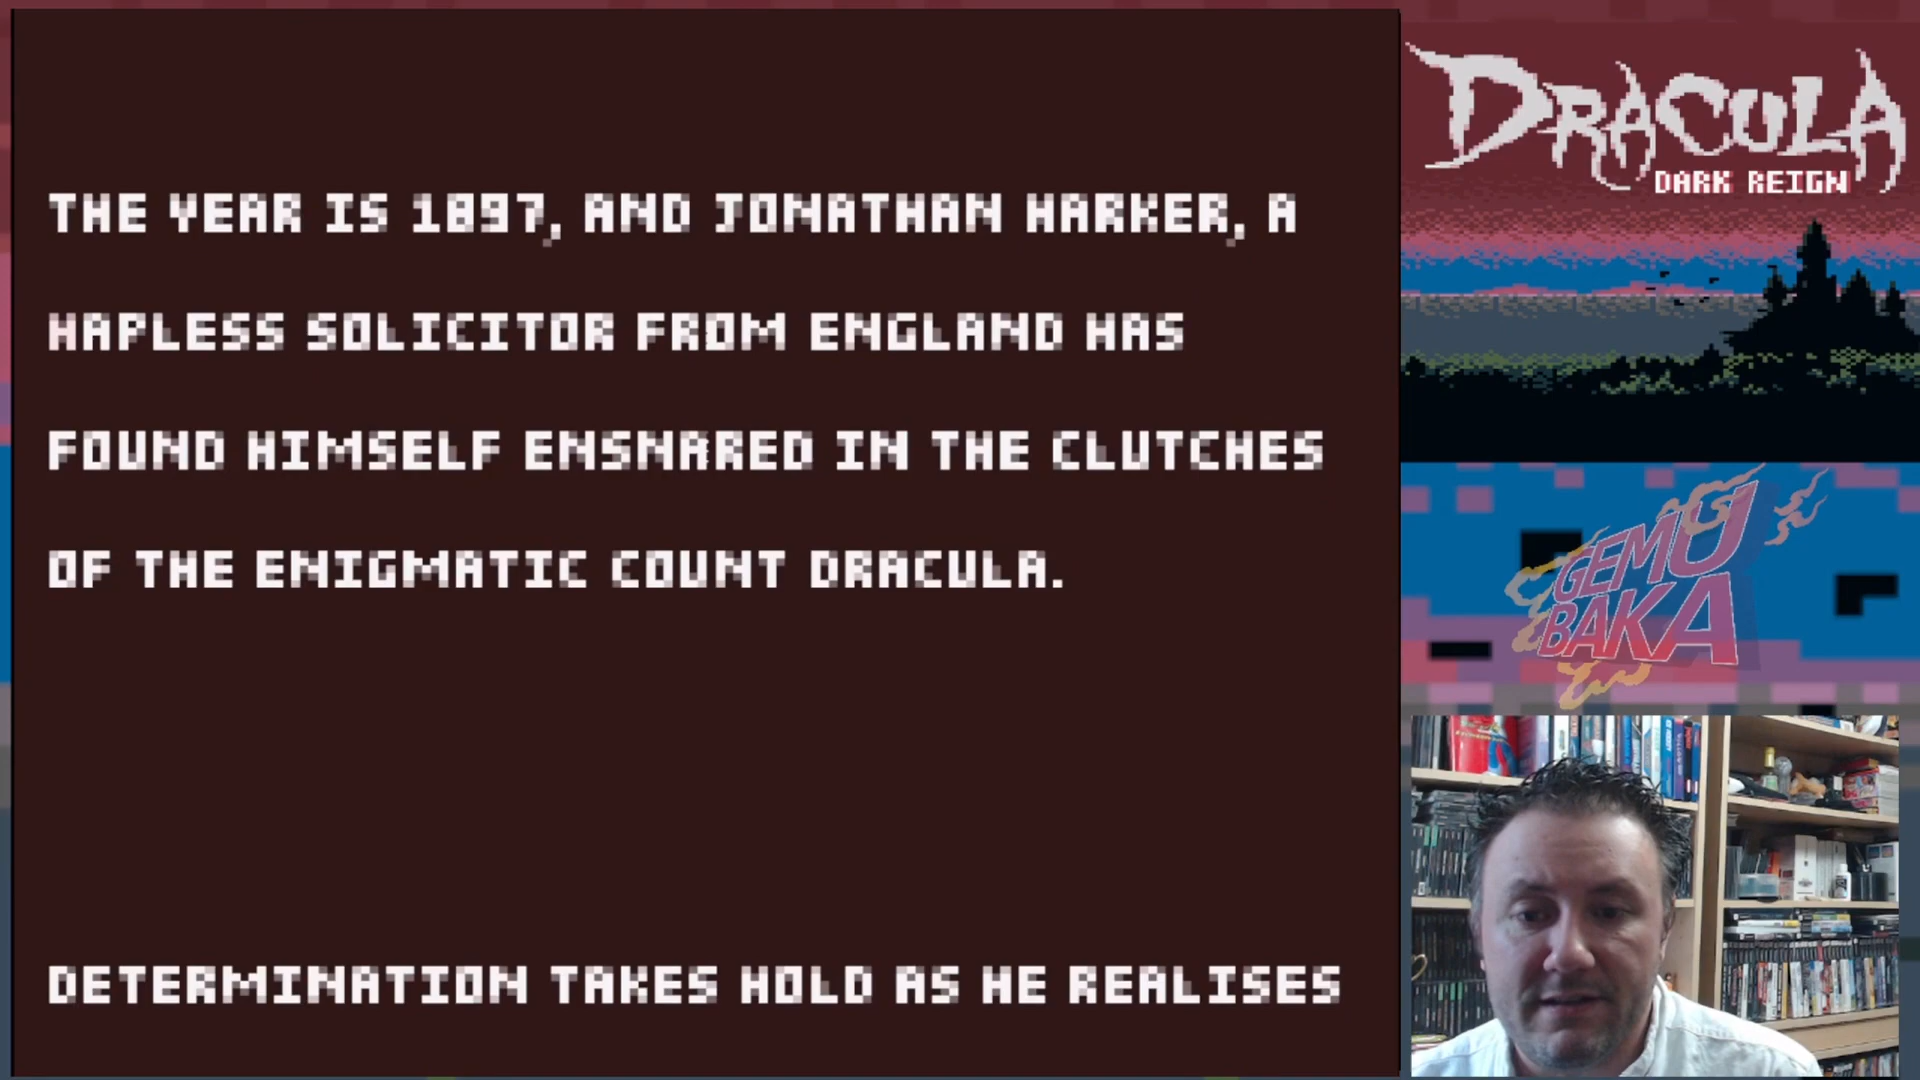 THE YEAR IS 1897, AND JONATHAN HARKER, A
HAPLESS SOLICITOR FROM ENGLAND HAS
FOUND HIMSELF ENSNARED IN THE CLUTCHES
OF THE ENIGMATIC COUNT DRACULA.
DETERMINATION TAKES HOLD AS HE REALISES
DRACULA
DARK REIGN
GEMU
BAKA